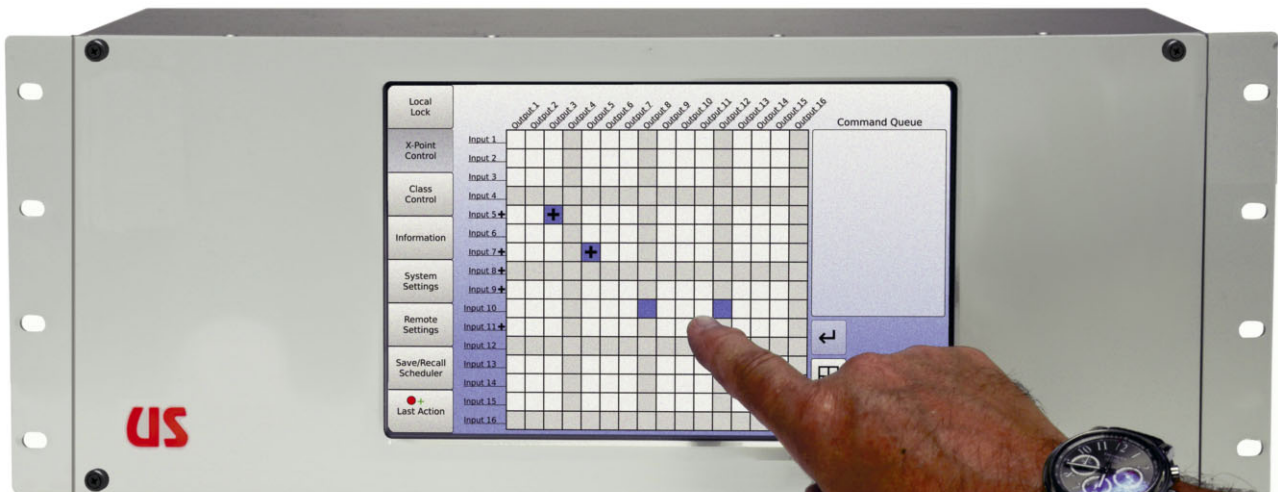 Local
Lock
X-Point
Control
Class
Control
Information
System
Settings
Remote
Settings
Save/Recall
Scheduler
Last Action
Output 1
Output 2
Output 3
Output 4
Output 5
Output 6
Output 7
Output 8
Output 9
Output 10
Output 11
Output 12
Output 13
Output 14
Output 15
Output 16
Input 1
Input 2
Input 3
Input 4
Input 5 +
Input 6
Input 7 +
Input 8 +
Input 9 +
Input 10
Input 11 +
Input 12
Input 13
Input 14
Input 15
Input 16
Command Queue
US
10 11 12